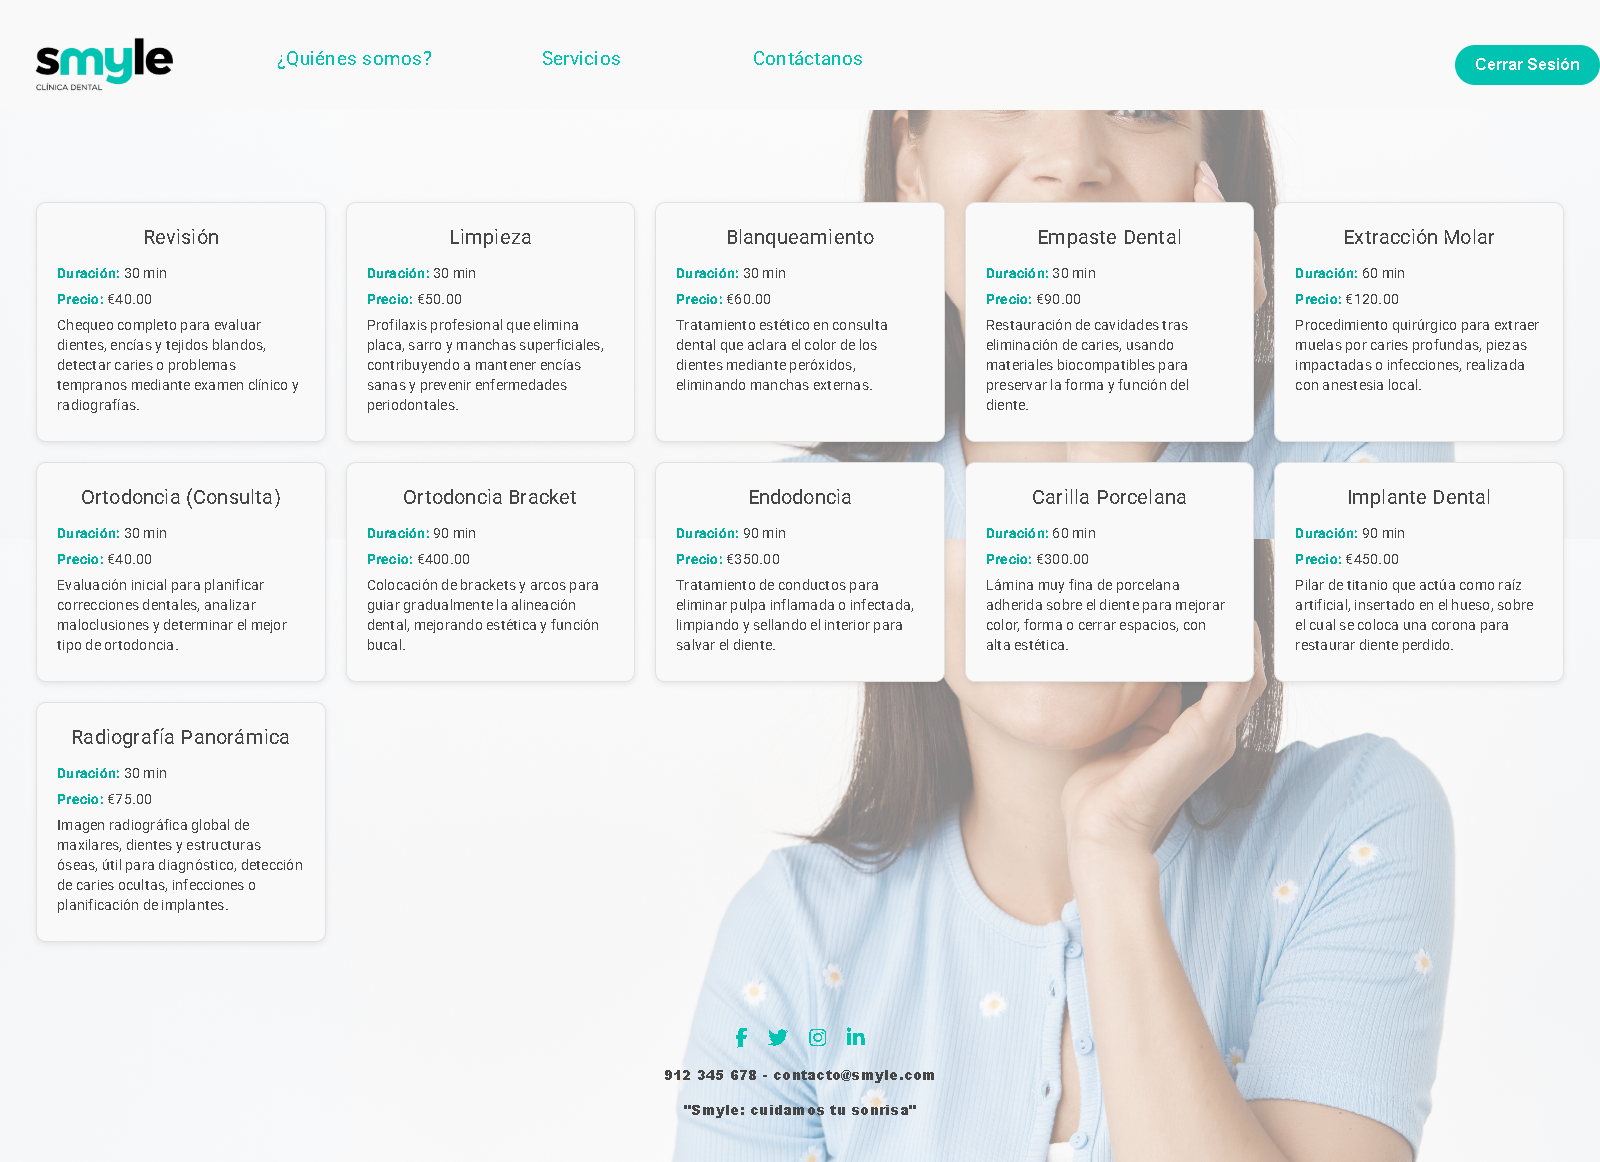 smyle
CLÍNICA DENTAL
¿Quiénes somos?
Servicios
Contáctanos
Cerrar Sesión
Revisión
Duración: 30 min
Precio: €40.00
Chequeo completo para evaluar
dientes, encías y tejidos blandos,
detectar caries o problemas
tempranos mediante examen clínico y
radiografías.
Limpieza
Duración: 30 min
Precio: €50.00
Profilaxis profesional que elimina
placa, sarro y manchas superficiales,
contribuyendo a mantener encías
sanas y prevenir enfermedades
periodontales.
Blanqueamiento
Duración: 30 min
Precio: €60.00
Tratamiento estético en consulta
dental que aclara el color de los
dientes mediante peróxidos,
eliminando manchas externas.
Empaste Dental
Duración: 30 min
Precio: €90.00
Restauración de cavidades tras
eliminación de caries, usando
materiales biocompatibles para
preservar la forma y función del
diente.
Extracción Molar
Duración: 60 min
Precio: €120.00
Procedimiento quirúrgico para extraer
muelas por caries profundas, piezas
impactadas o infecciones, realizada
con anestesia local.
Ortodoncia (Consulta)
Duración: 30 min
Precio: €40.00
Evaluación inicial para planificar
correcciones dentales, analizar
maloclusiones y determinar el mejor
tipo de ortodoncia.
Ortodoncia Bracket
Duración: 90 min
Precio: €400.00
Colocación de brackets y arcos para
guiar gradualmente la alineación
dental, mejorando estética y función
bucal.
Endodoncia
Duración: 90 min
Precio: €350.00
Tratamiento de conductos para
eliminar pulpa inflamada o infectada,
limpiando y sellando el interior para
salvar el diente.
Carilla Porcelana
Duración: 60 min
Precio: €300.00
Lámina muy fina de porcelana
adherida sobre el diente para mejorar
color, forma o cerrar espacios, con
alta estética.
Implante Dental
Duración: 90 min
Precio: €450.00
Pilar de titanio que actúa como raíz
artificial, insertado en el hueso, sobre
el cual se coloca una corona para
restaurar diente perdido.
Radiografía Panorámica
Duración: 30 min
Precio: €75.00
Imagen radiográfica global de
maxilares, dientes y estructuras
óseas, útil para diagnóstico, detección
de caries ocultas, infecciones o
planificación de implantes.
912 345 678 - contacto@smyle.com
"Smyle: cuidamos tu sonrisa"